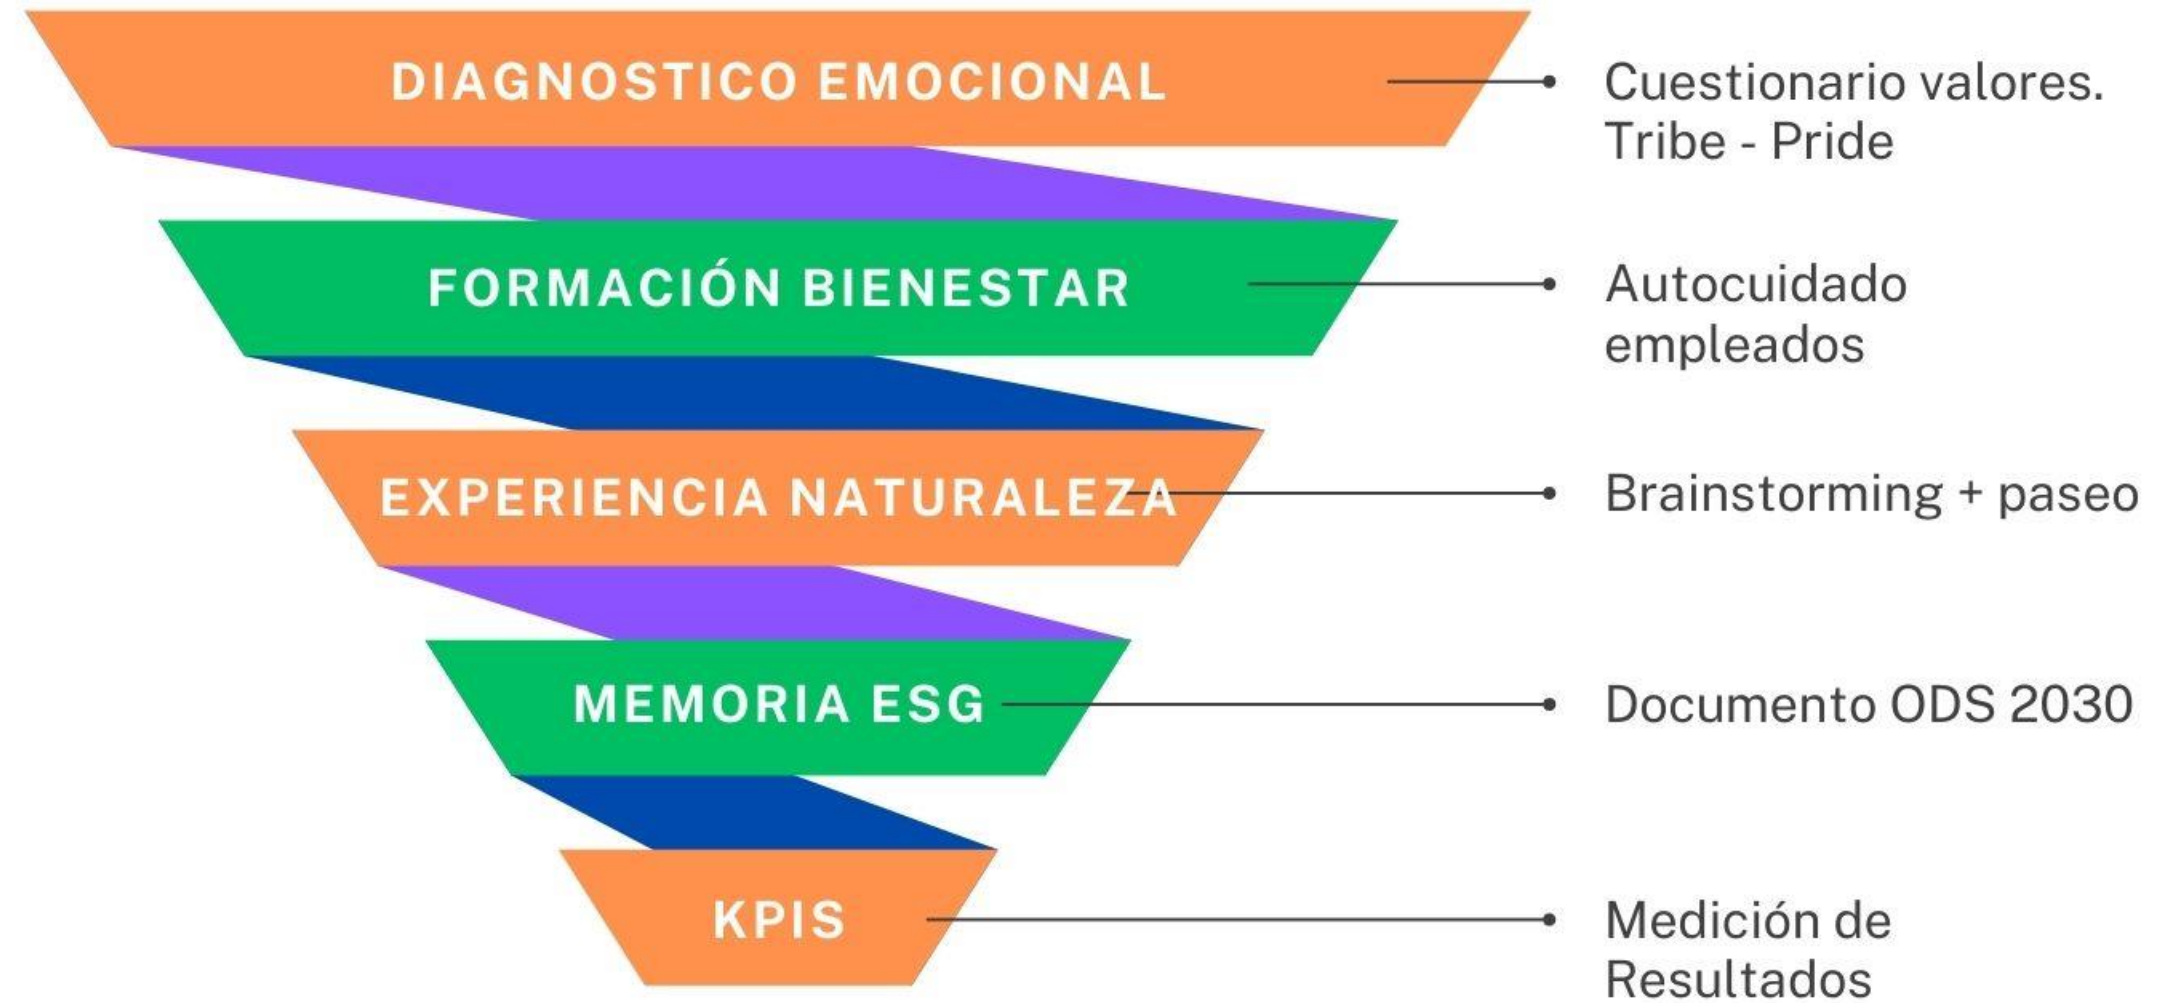 DIAGNOSTICO EMOCIONAL
Cuestionario valores.
Tribe - Pride
FORMACIÓN BIENESTAR
Autocuidado
empleados
EXPERIENCIA NATURALEZA
Brainstorming + paseo
MEMORIA ESG
Documento ODS 2030
KPIS
Medición de
Resultados